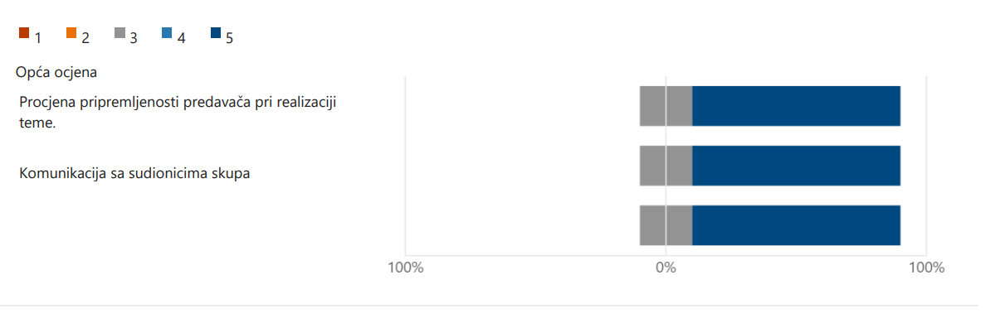 1 2 3 4 5
Opća ocjena
Procjena pripremljenosti predavača pri realizaciji
teme.
Komunikacija sa sudionicima skupa
100% 0% 100%